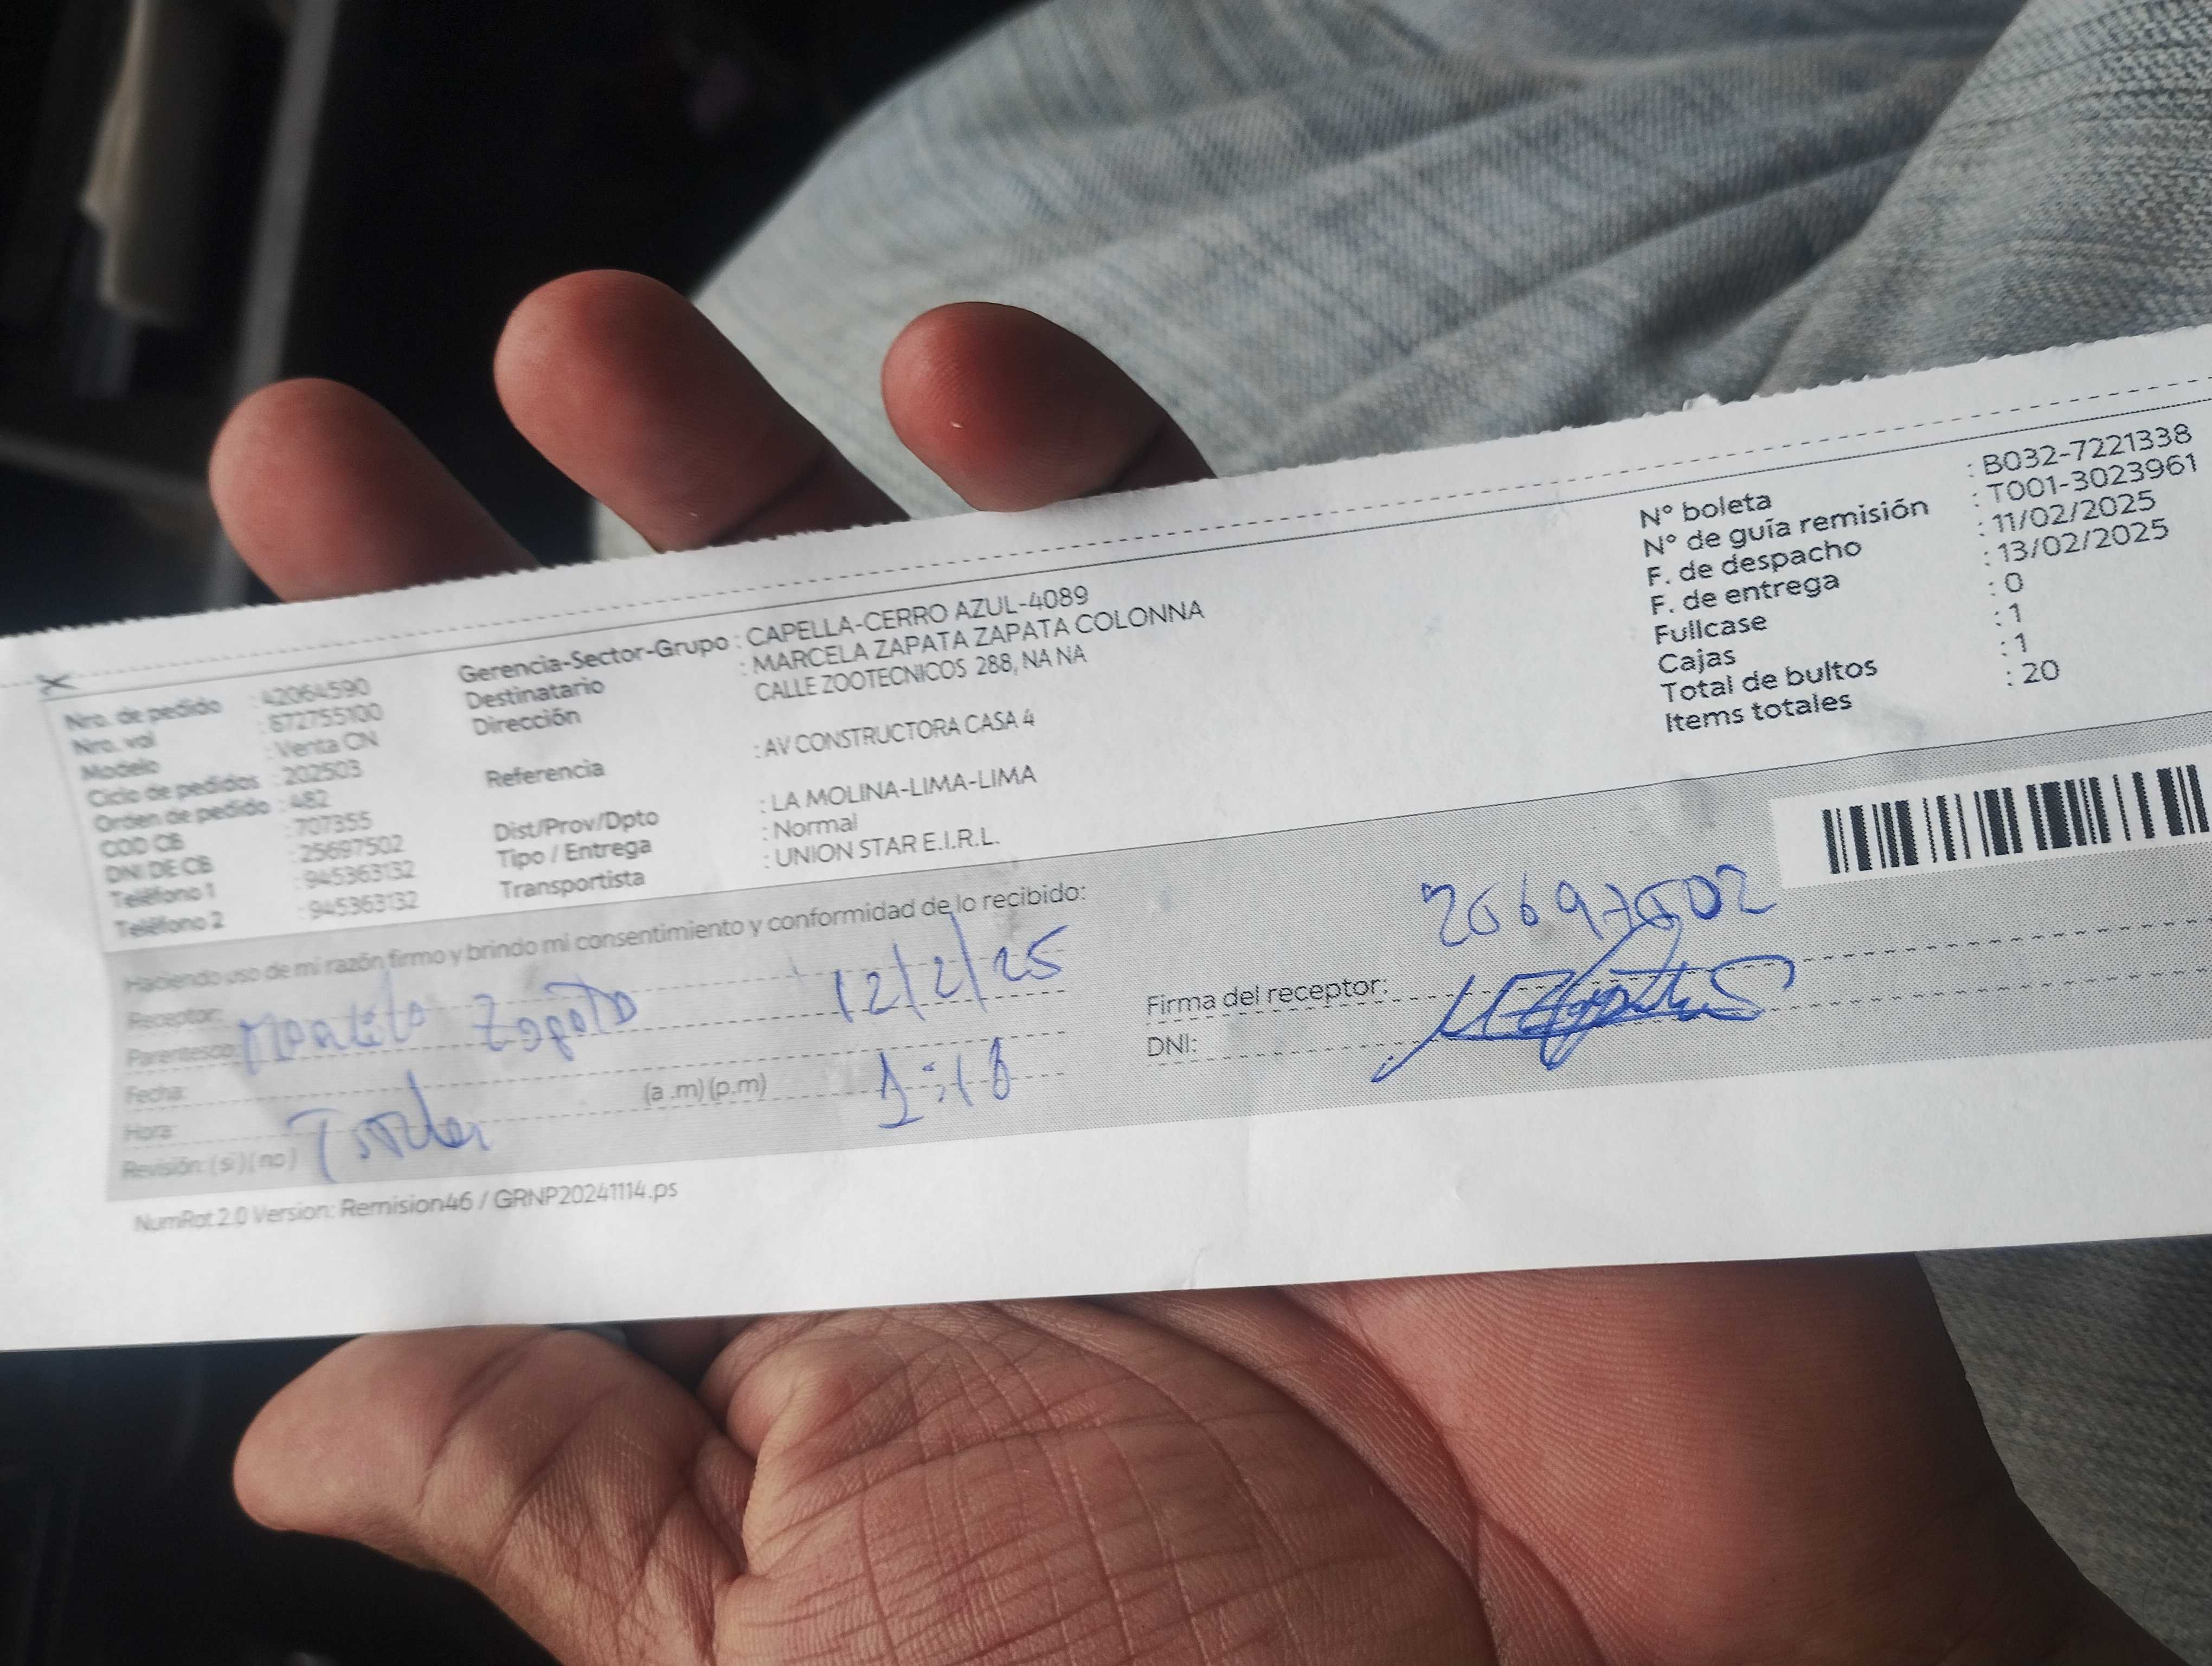 Nro. de pedido : 42064590
Nro. val : 672755100
Modelo : Venta CN
Ciclo de pedidos : 202503
Orden de pedido : 482
COD CB : 707355
DNI DE CB : 25697502
Teléfono 1 : 945363132
Teléfono 2 : 945363132
Gerencia-Sector-Grupo : CAPELLA-CERRO AZUL-4089
Destinatario : MARCELA ZAPATA ZAPATA COLONNA
Dirección CALLE ZOOTECNICOS 288, NA NA
Referencia : AV CONSTRUCTORA CASA 4
Dist/Prov/Dpto : LA MOLINA-LIMA-LIMA
Tipo / Entrega : Normal
Transportista : UNION STAR E.I.R.L.
N° boleta : B032-7221338
N° de guía remisión : T001-3023961
F. de despacho : 11/02/2025
F. de entrega : 13/02/2025
Fullcase : 0
Cajas : 1
Total de bultos : 1
Items totales : 20
Haciendo uso de mi razón firmo y brindo mi consentimiento y conformidad de lo recibido:
Receptor:
Parentesco: Zapata 12/2/25
Fecha:
Hora: (a .m) (p.m) 1:18
Revisión: ( si ) ( no )
25697502
Firma del receptor:
DNI:
NumRot 2.0 Version: Remision46 / GRNP20241114.ps